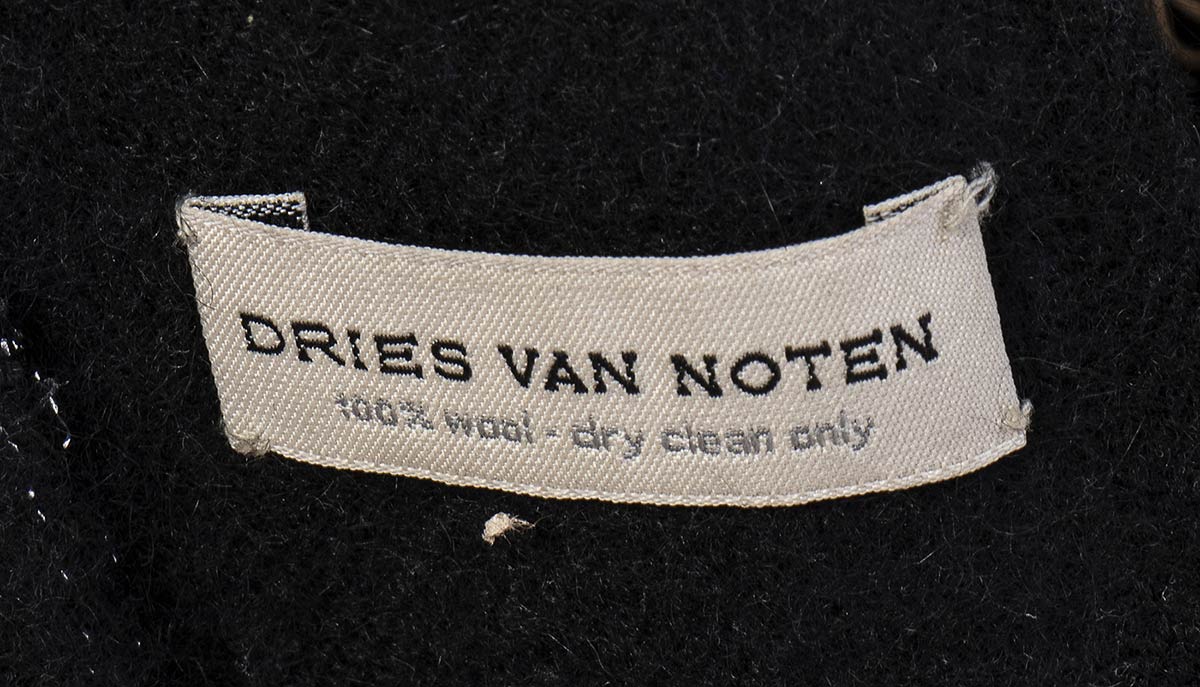 DRIES VAN NOTEN
100% wool - dry clean only